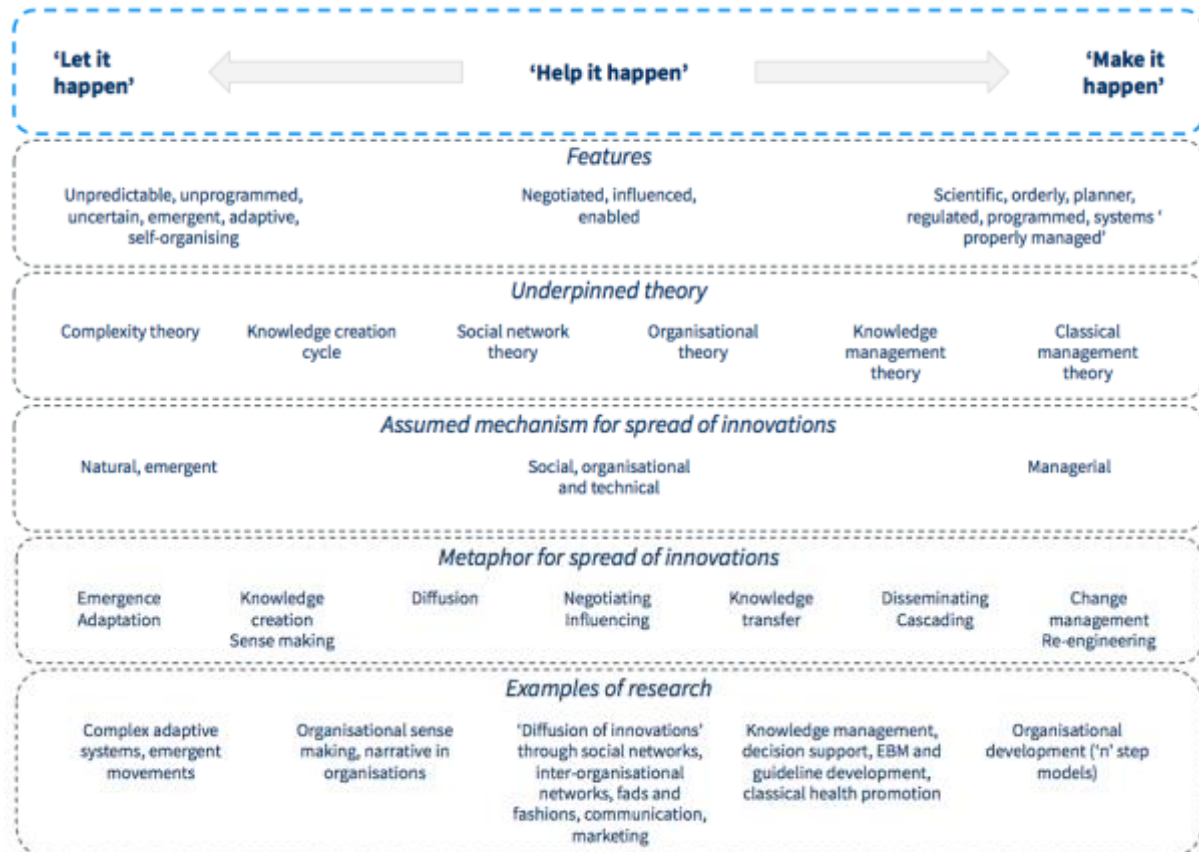 ‘Let it
happen’
‘Help it happen’
‘Make it
happen’
Features
Unpredictable, unprogrammed,
uncertain, emergent, adaptive,
self-organising
Negotiated, influenced,
enabled
Scientific, orderly, planner,
regulated, programmed, systems ‘
properly managed’
Underpinned theory
Complexity theory
Knowledge creation
cycle
Social network
theory
Organisational
theory
Knowledge
management
theory
Classical
management
theory
Assumed mechanism for spread of innovations
Natural, emergent
Social, organisational
and technical
Managerial
Metaphor for spread of innovations
Emergence
Adaptation
Knowledge
creation
Sense making
Diffusion
Negotiating
Influencing
Knowledge
transfer
Disseminating
Cascading
Change
management
Re-engineering
Examples of research
Complex adaptive
systems, emergent
movements
Organisational sense
making, narrative in
organisations
‘Diffusion of innovations’
through social networks,
inter-organisational
networks, fads and
fashions, communication,
marketing
Knowledge management,
decision support, EBM and
guideline development,
classical health promotion
Organisational
development (‘n’ step
models)